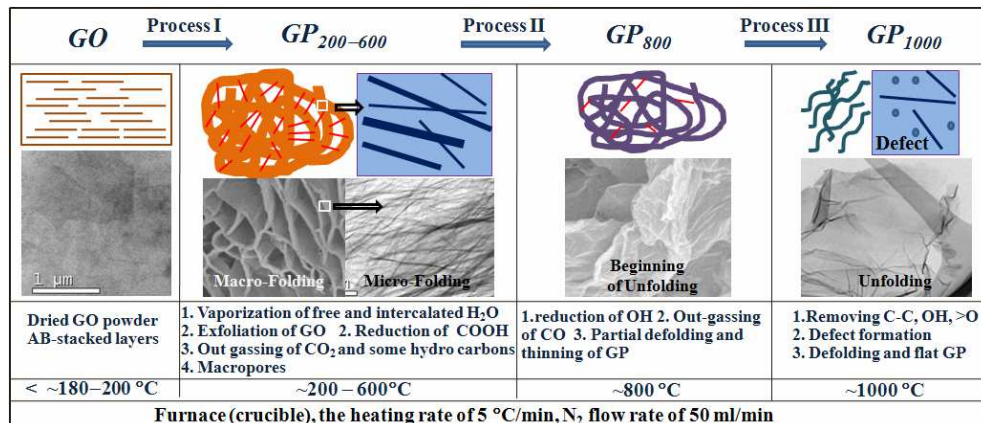 GO Process I GP200–600 Process II GP800 Process III GP1000
Defect
1 μm
Macro-Folding
Micro-Folding
Beginning
of Unfolding
Unfolding
Dried GO powder
AB-stacked layers
1. Vaporization of free and intercalated H2O
2. Exfoliation of GO 2. Reduction of COOH
3. Out gassing of CO2 and some hydro carbons
4. Macropores
1.reduction of OH 2. Out-gassing
of CO 3. Partial defolding and
thinning of GP
1.Removing C-C, OH, >O
2. Defect formation
3. Defolding and flat GP
< ~180–200 °C
~200 – 600°C
~800°C
~1000°C
Furnace (crucible), the heating rate of 5 °C/min, N2 flow rate of 50 ml/min